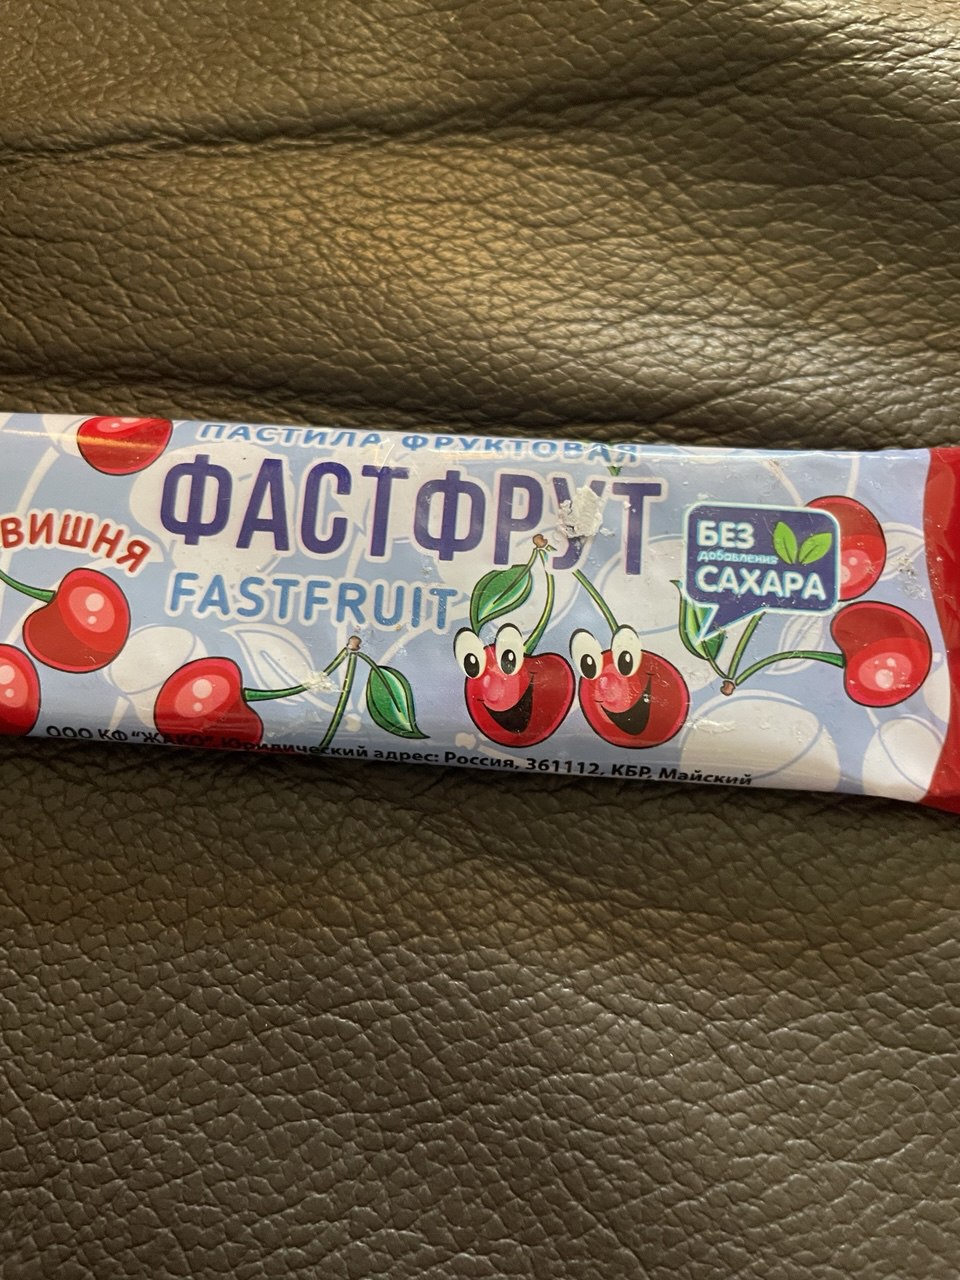 ПАСТИЛА ФРУКТОВАЯ
ФАСТФРУТ
ВИШНЯ
FASTFRUIT
БЕЗ
добавления
САХАРА
ООО КФ "ЖАКО" Юридический адрес: Россия, 361112, КБР, Майский